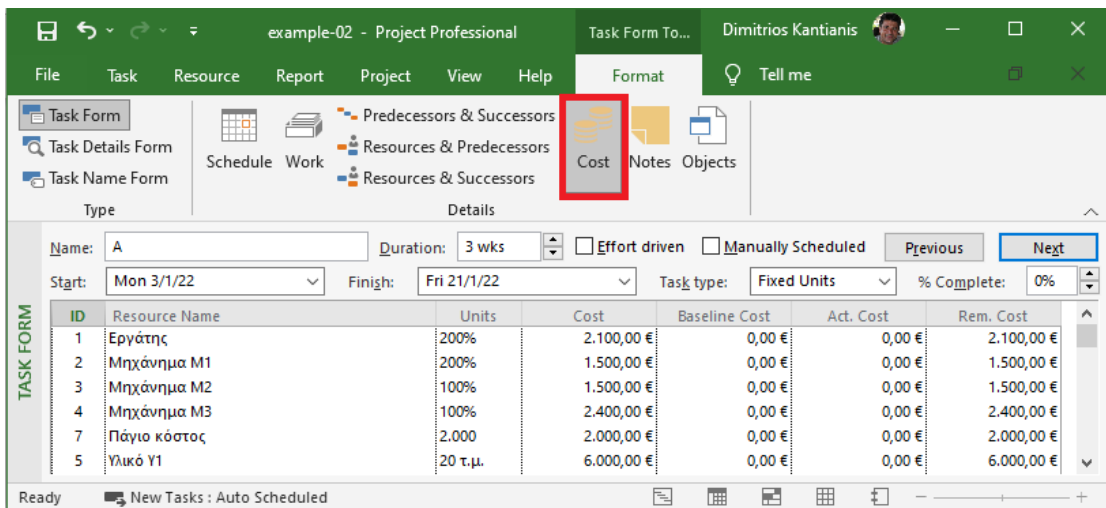 example-02 - Project Professional Task Form To... Dimitrios Kantianis
File Task Resource Report Project View Help Format Tell me
Task Form
Task Details Form
Task Name Form
Type
Schedule Work
Predecessors & Successors
Resources & Predecessors
Resources & Successors
Details
Cost Notes Objects
Name: A Duration: 3 wks Effort driven Manually Scheduled Previous Next
Start: Mon 3/1/22 Finish: Fri 21/1/22 Task type: Fixed Units % Complete: 0%
TASK FORM
ID Resource Name Units Cost Baseline Cost Act. Cost Rem. Cost
1 Εργάτης 200% 2.100,00 € 0,00 € 0,00 € 2.100,00 €
2 Μηχάνημα Μ1 200% 1.500,00 € 0,00 € 0,00 € 1.500,00 €
3 Μηχάνημα Μ2 100% 1.500,00 € 0,00 € 0,00 € 1.500,00 €
4 Μηχάνημα Μ3 100% 2.400,00 € 0,00 € 0,00 € 2.400,00 €
7 Πάγιο κόστος 2.000 2.000,00 € 0,00 € 0,00 € 2.000,00 €
5 Υλικό Υ1 20 τ.μ. 6.000,00 € 0,00 € 0,00 € 6.000,00 €
Ready New Tasks : Auto Scheduled